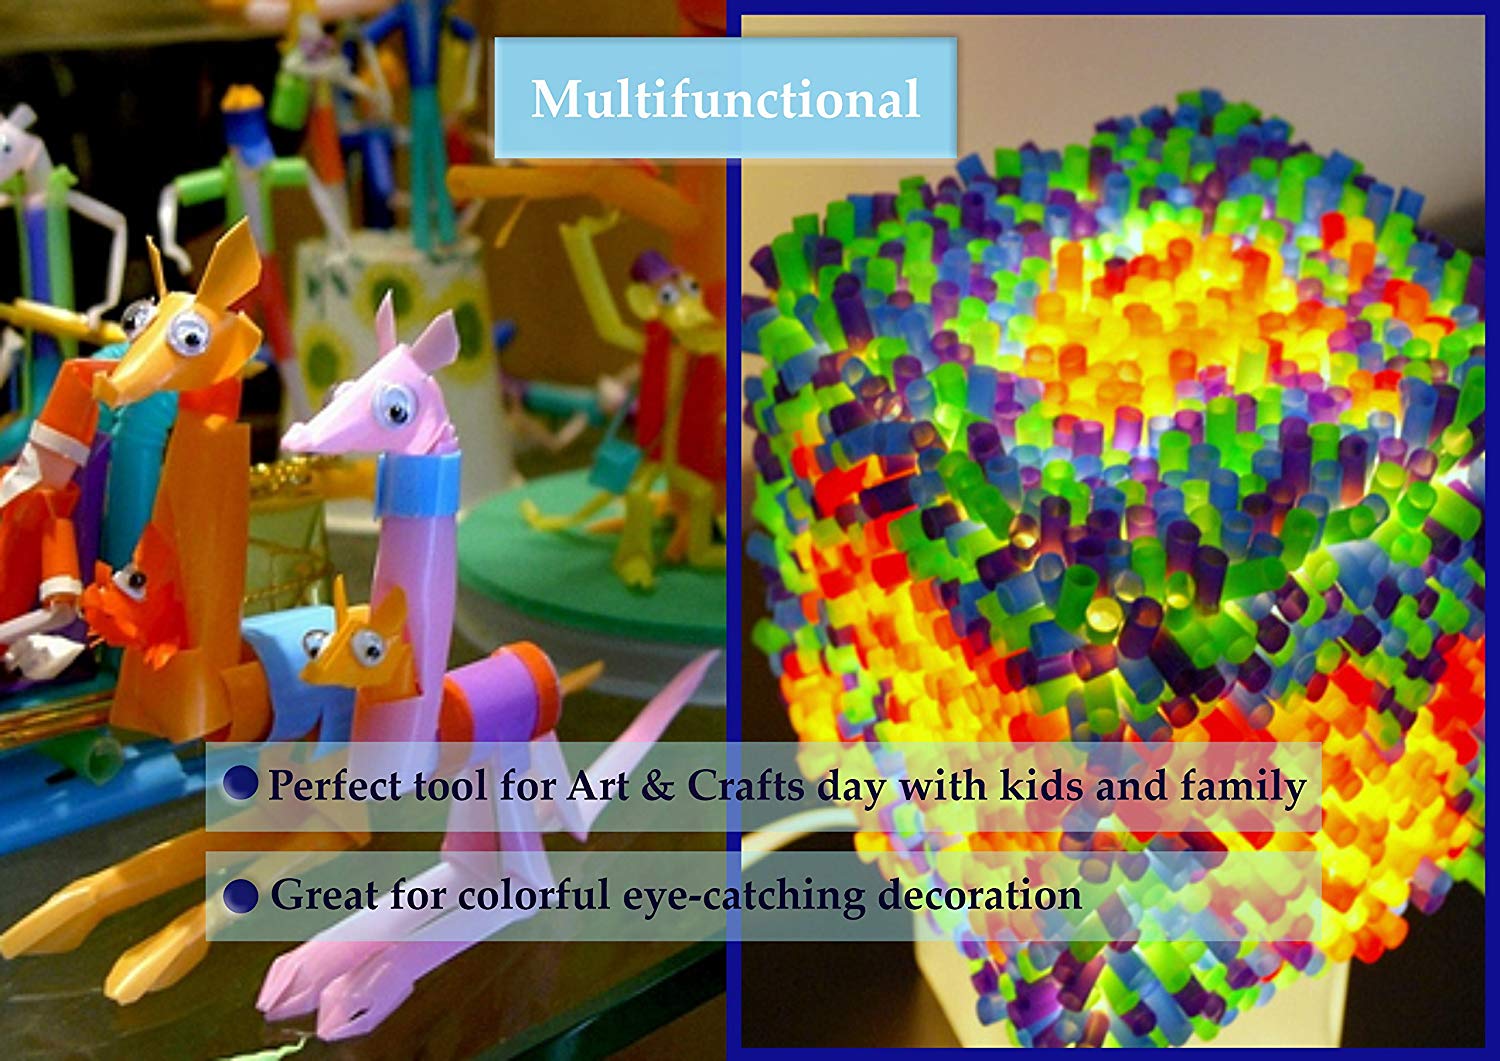 Multifunctional
Perfect tool for Art & Crafts day with kids and family
Great for colorful eye-catching decoration